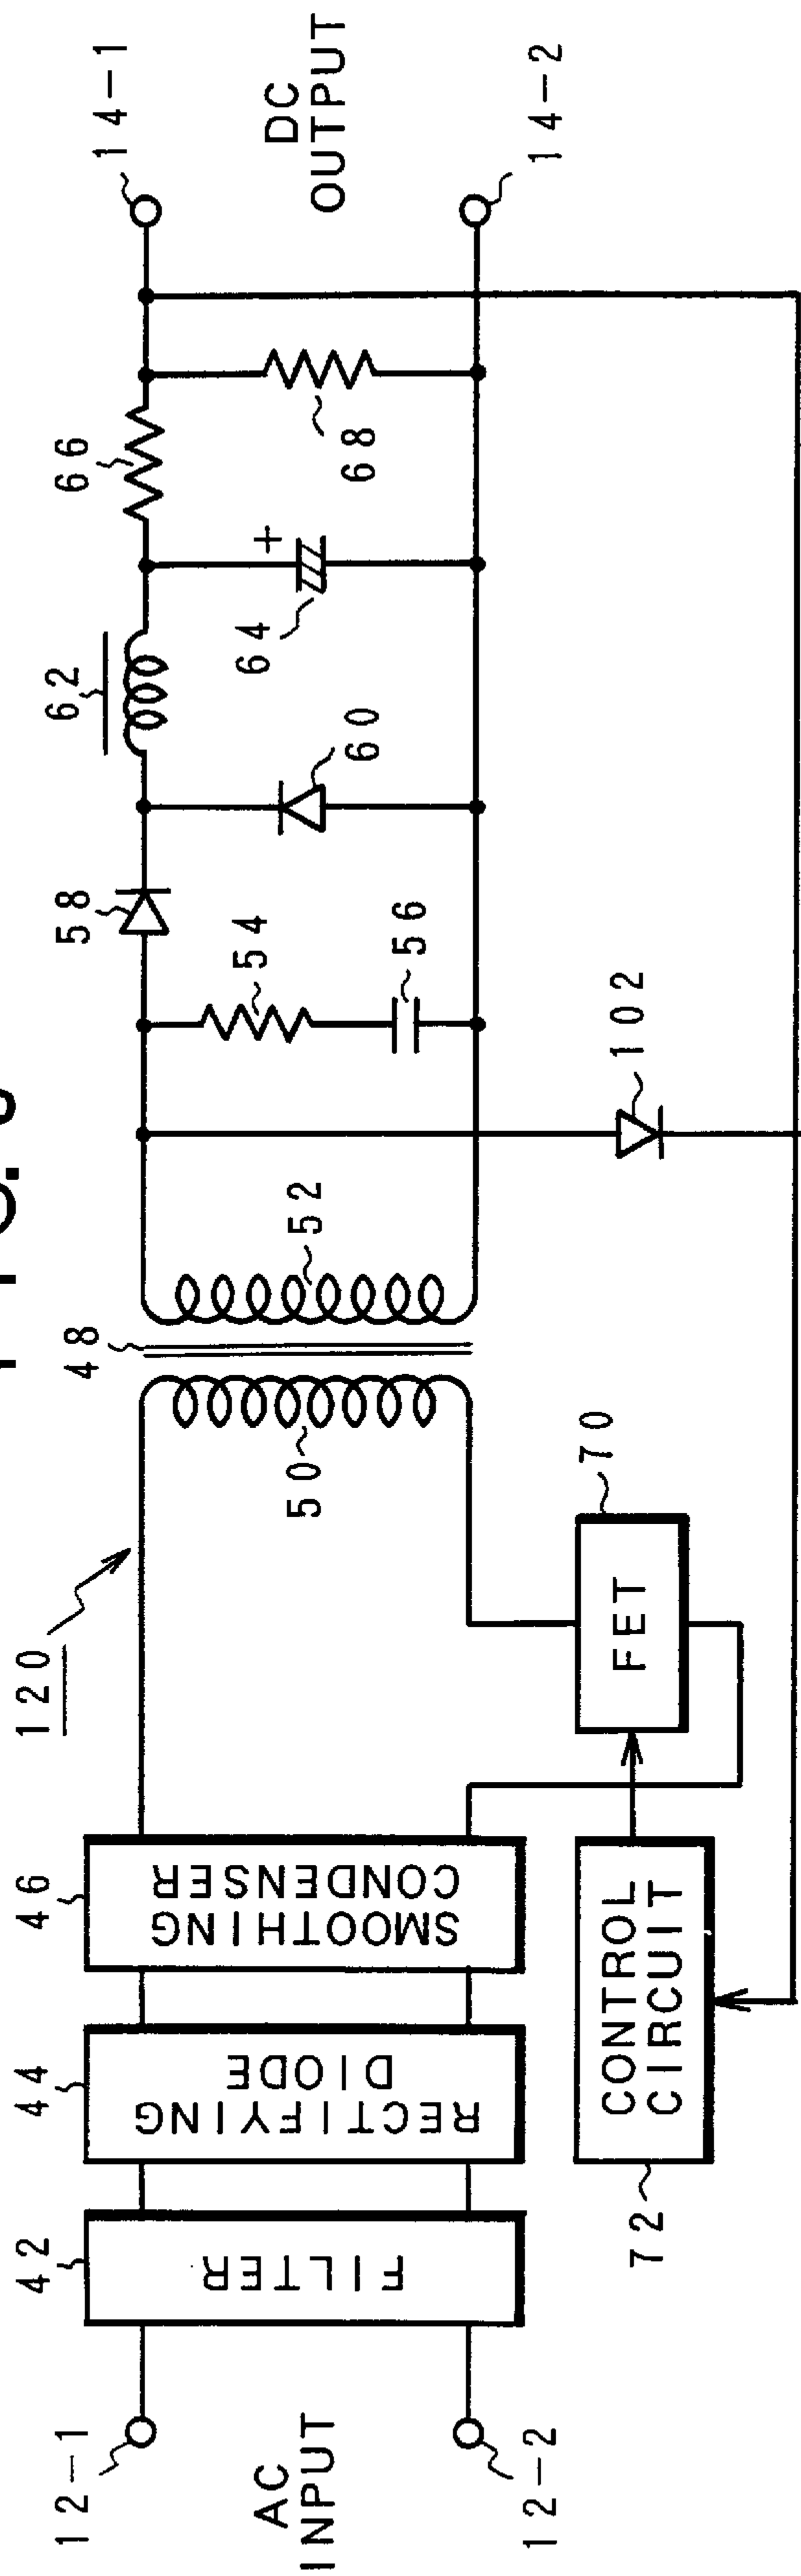 120
12-1
12-2
AC
INPUT
42
FILTER
44
RECTIFYING
DIODE
46
SMOOTHING
CONDENSER
72
CONTROL
CIRCUIT
70
FET
48
50
52
102
54
56
58
60
62
64
+
66
68
14-1
14-2
DC
OUTPUT